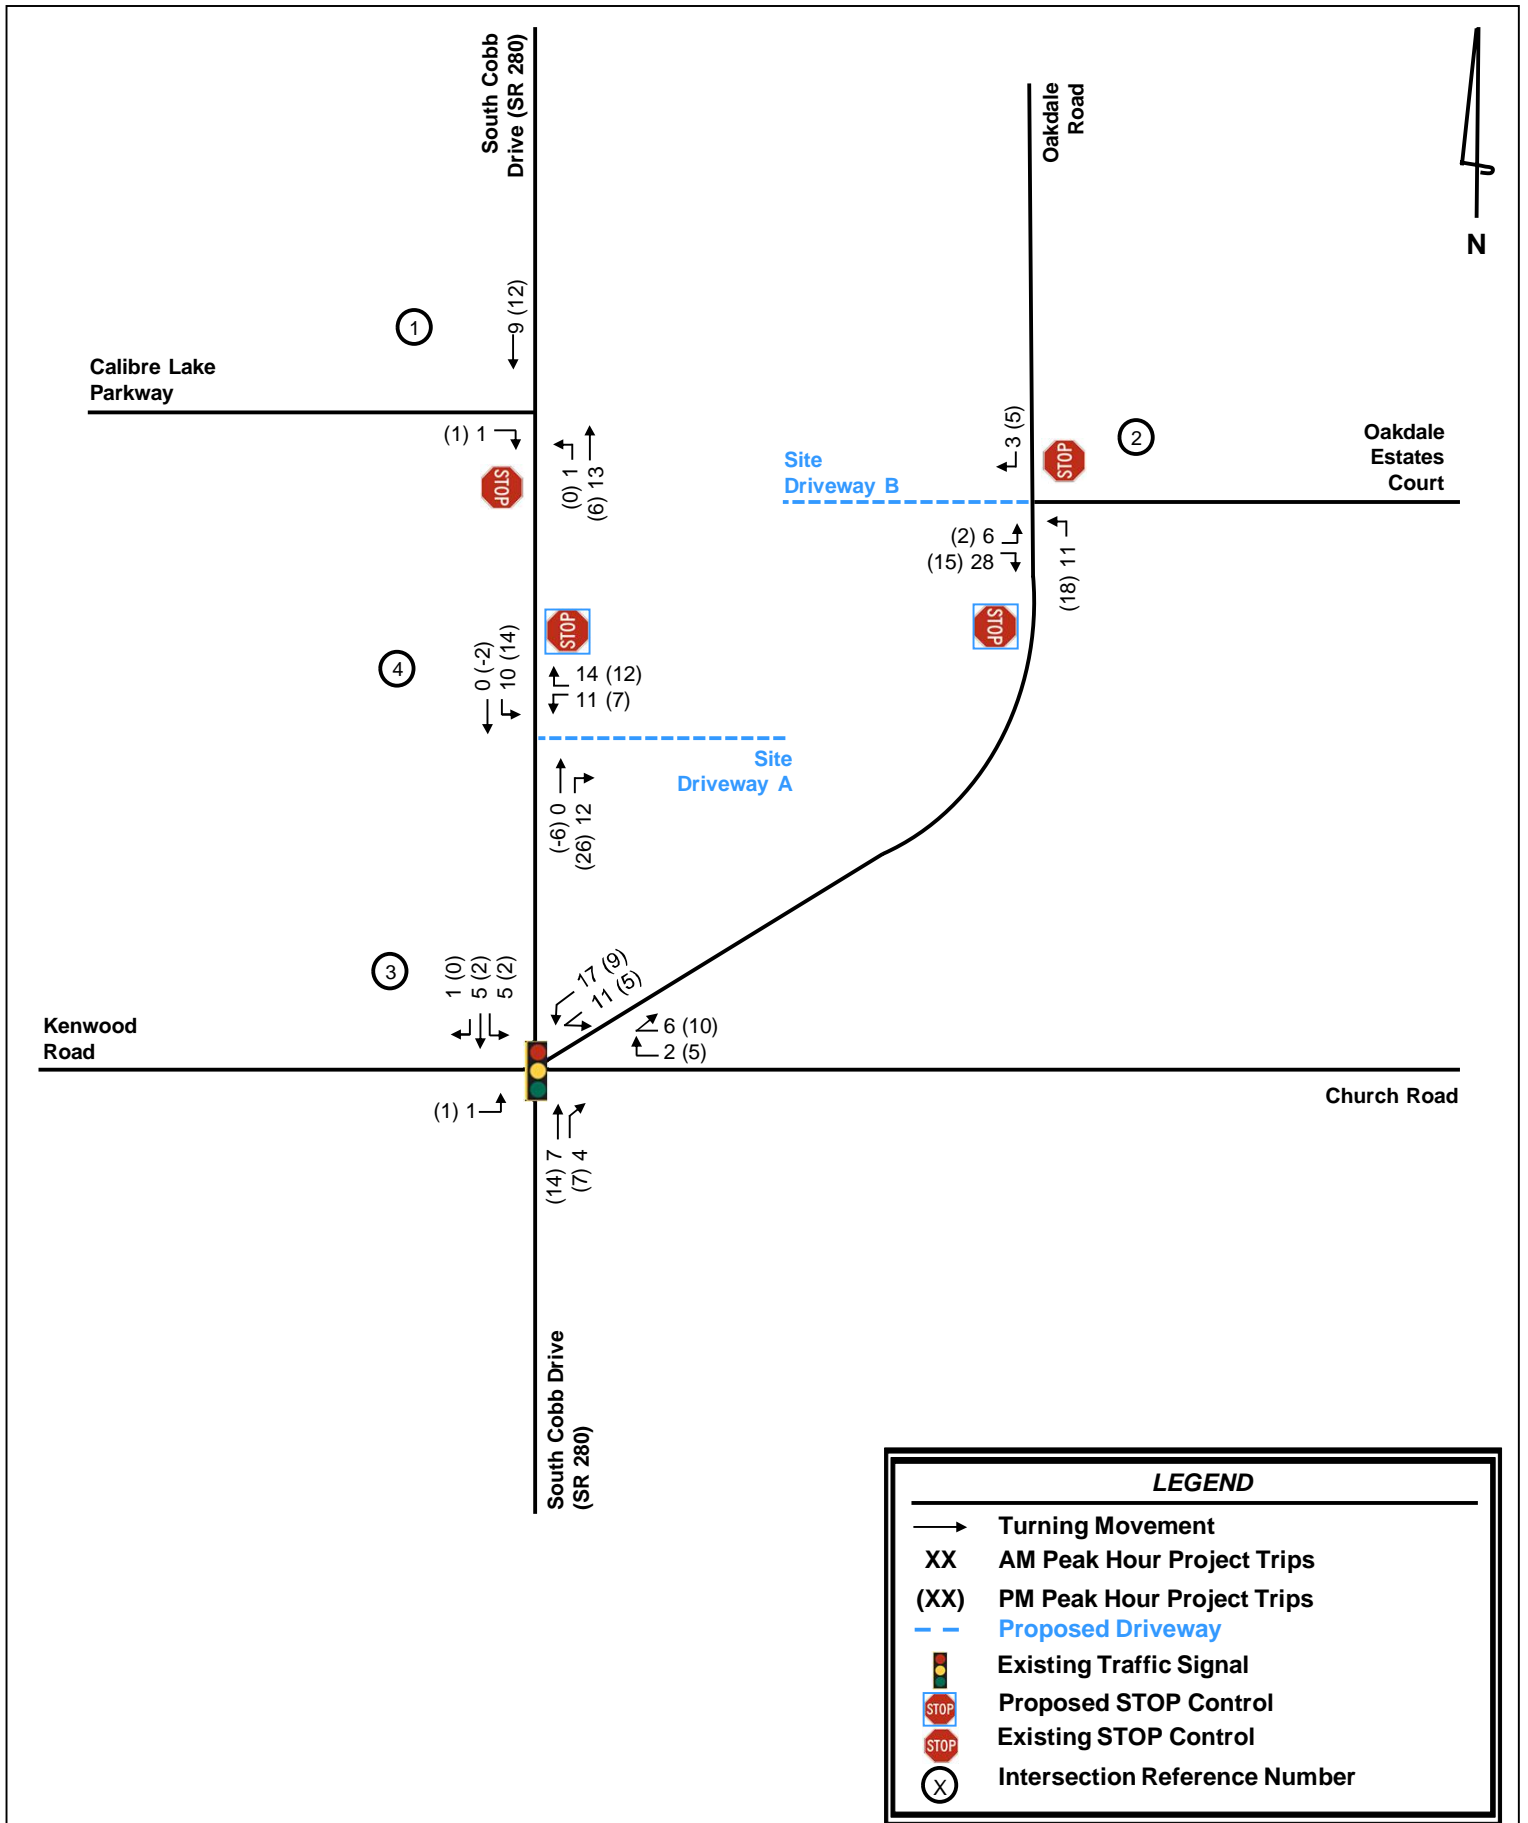 South Cobb
Drive (SR 280)
Oakdale
Road
N
9 (12)
1
Calibre Lake
Parkway
(1) 1
STOP
(0) 1
(6) 13
3 (5)
STOP
2
Oakdale
Estates
Court
Site
Driveway B
(2) 6
(15) 28
(18) 11
STOP
STOP
4
0 (-2)
10 (14)
14 (12)
11 (7)
Site
Driveway A
(-6) 0
(26) 12
3
1 (0)
5 (2)
5 (2)
17 (9)
11 (5)
6 (10)
2 (5)
Kenwood
Road
Church Road
(1) 1
(14) 7
(7) 4
South Cobb Drive
(SR 280)
LEGEND
Turning Movement
XX AM Peak Hour Project Trips
(XX) PM Peak Hour Project Trips
Proposed Driveway
Existing Traffic Signal
STOP Proposed STOP Control
STOP Existing STOP Control
X Intersection Reference Number